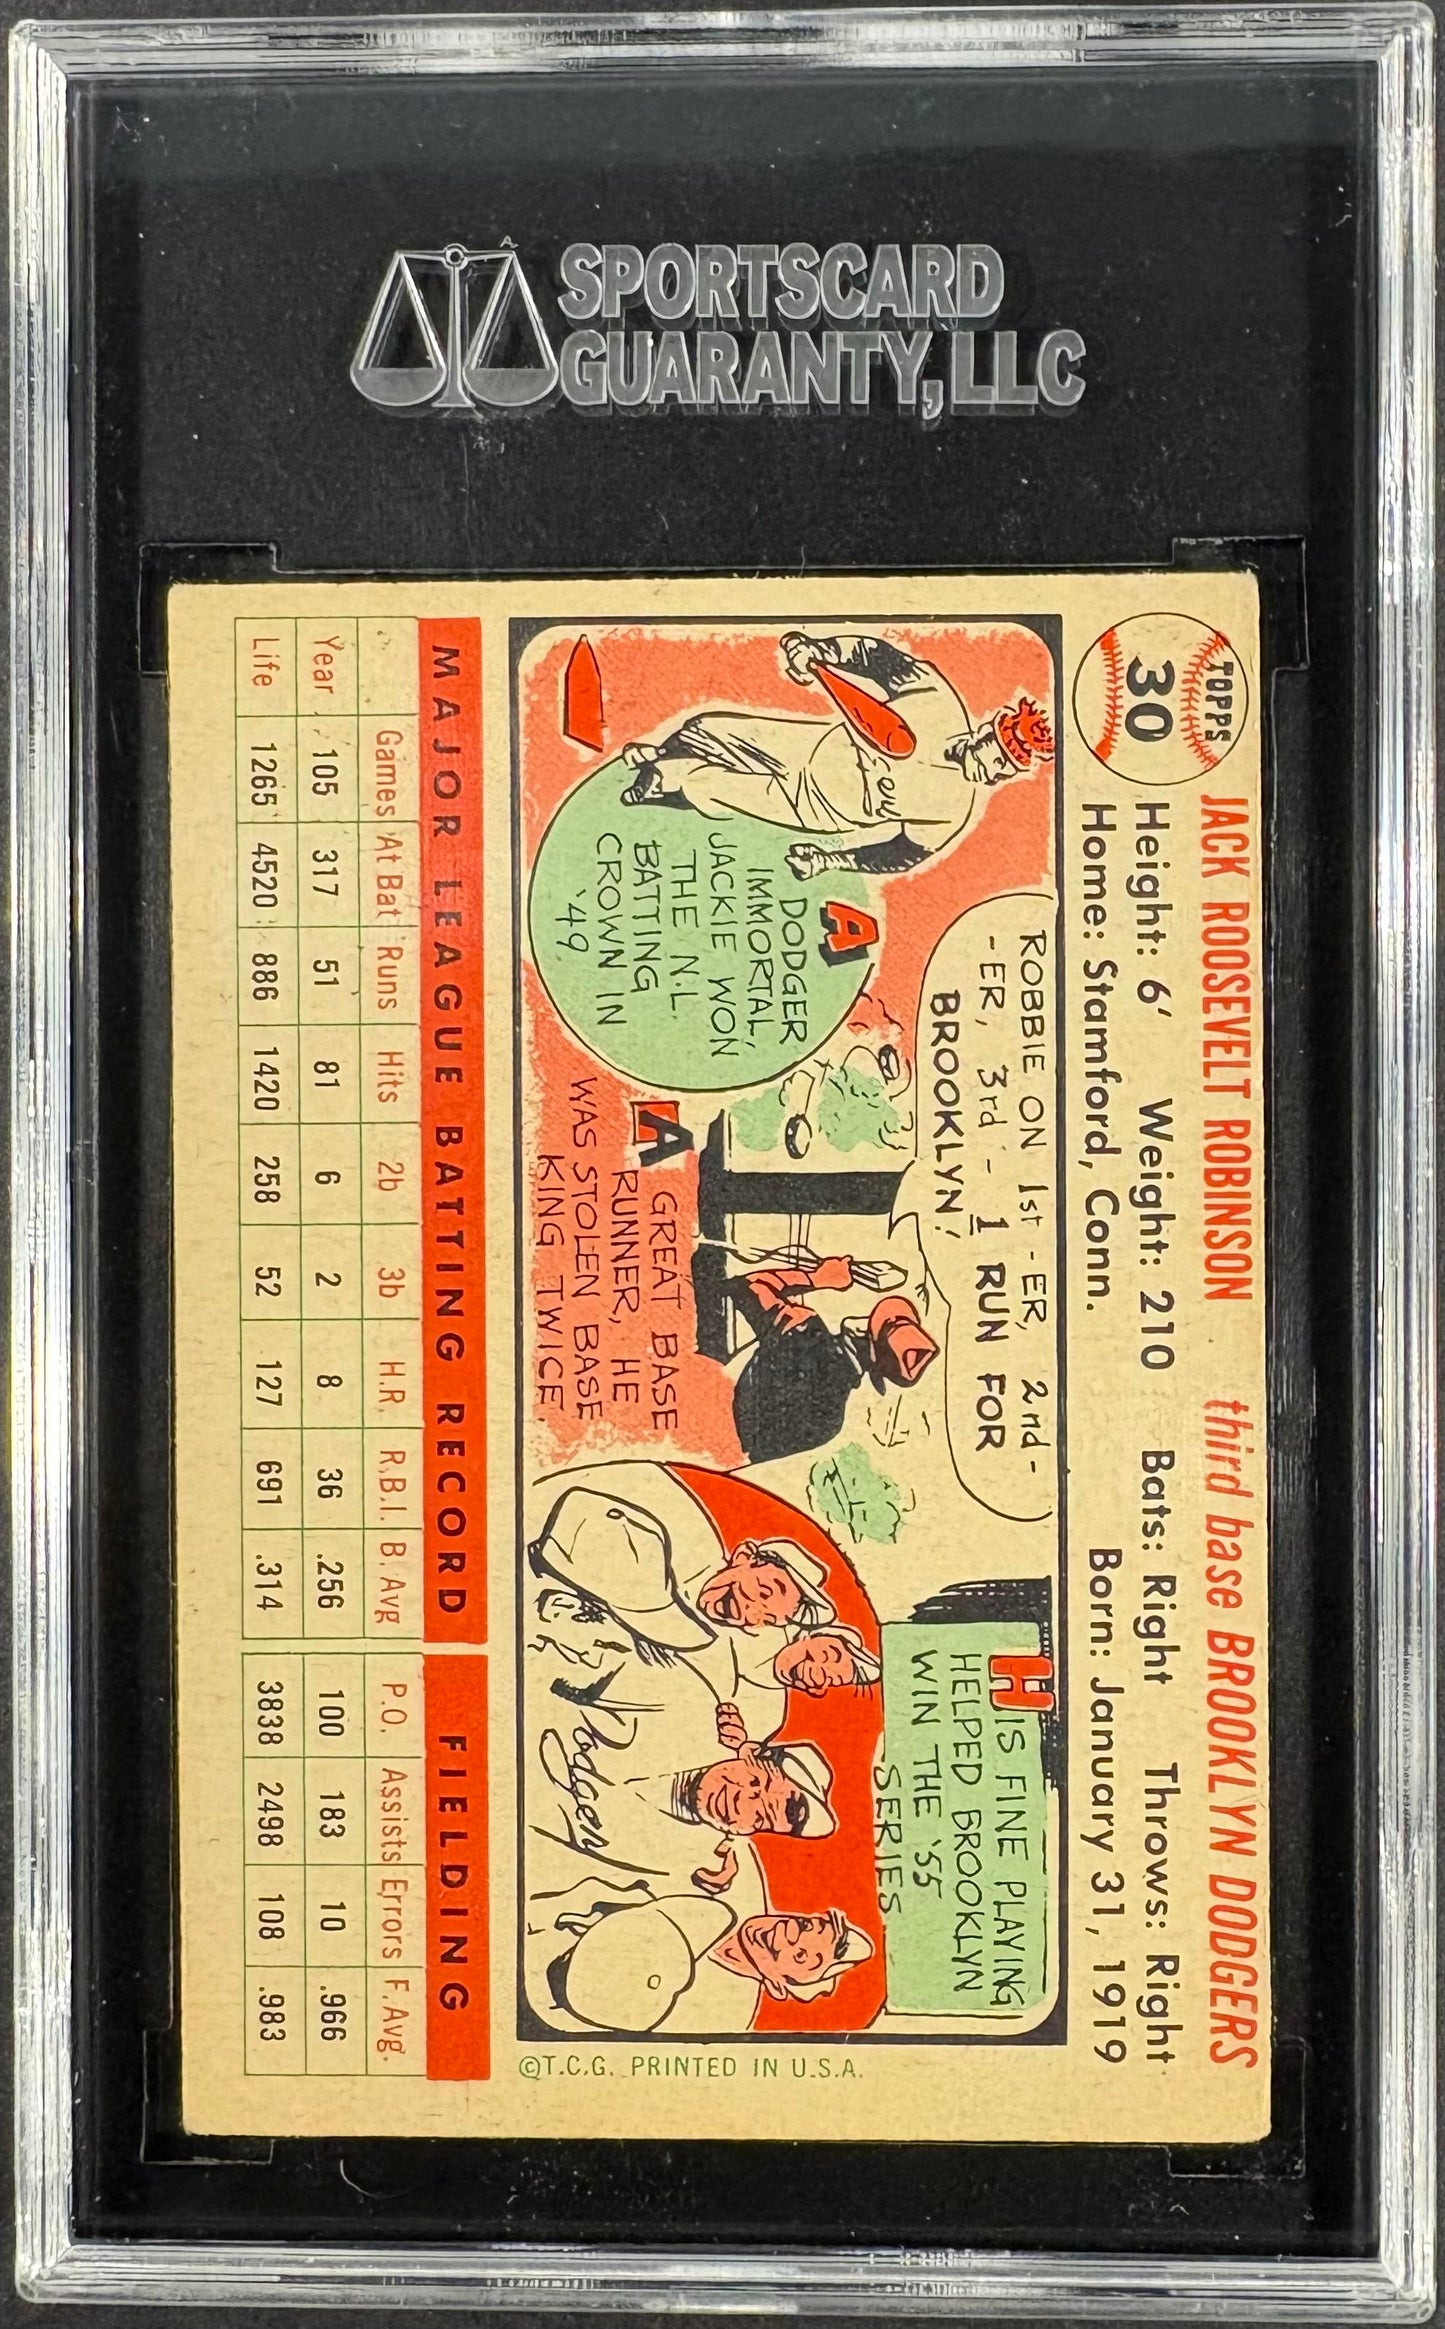 SPORTSCARD
GUARANTY, LLC
TOPPS
30
JACK ROOSEVELT ROBINSON third base BROOKLYN DODGERS
Height: 6' Weight: 210 Bats: Right Throws: Right
Home: Stamford, Conn. Born: January 31, 1919
A DODGER
IMMORTAL,
JACKIE WON
THE N.L.
BATTING
CROWN IN
'49.
ROBBIE ON 1st-ER, 2nd-
-ER, 3rd- 1 RUN FOR
BROOKLYN!
A GREAT BASE
RUNNER, HE
WAS STOLEN BASE
KING TWICE.
HIS FINE PLAYING
HELPED BROOKLYN
WIN THE '55
SERIES.
Dodgers
©T.C.G. PRINTED IN U.S.A.
MAJOR LEAGUE BATTING RECORD FIELDING
Games At Bat Runs Hits 2b 3b H.R. R.B.I. B. Avg P.O. Assists Errors F. Avg.
Year 105 317 51 81 6 2 8 36 .256 100 183 10 .966
Life 1265 4520 886 1420 258 52 127 691 .314 3838 2498 108 .983